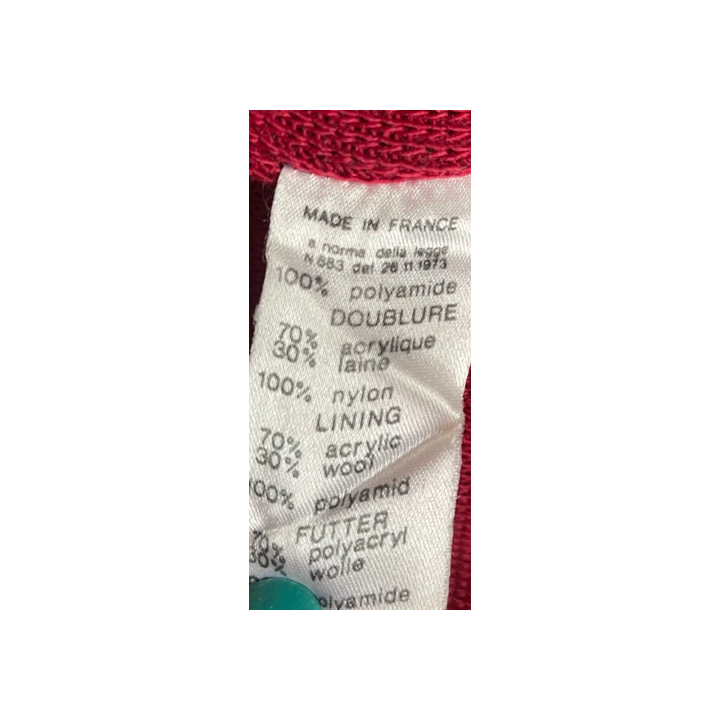 MADE IN FRANCE
a norma della legge
N 883 del 26 11 1973
100% polyamide
DOUBLURE
70% acrylique
30% laine
100% nylon
LINING
70% acrylic
30% wool
100% polyamid
FUTTER
70% polyacryl
30% wolle
polyamide